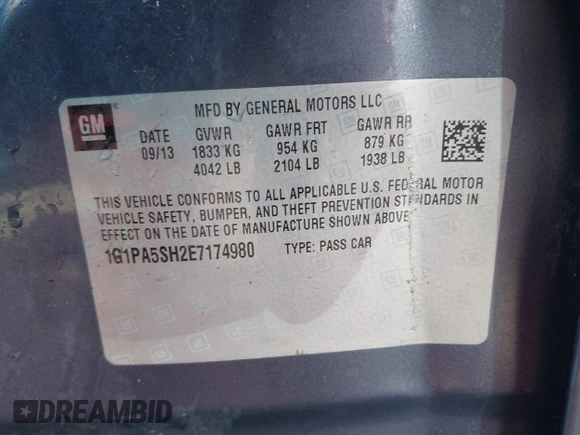 GM
MFD BY GENERAL MOTORS LLC
DATE GVWR GAWR FRT GAWR RR
09/13 1833 KG 954 KG 879 KG
4042 LB 2104 LB 1938 LB
THIS VEHICLE CONFORMS TO ALL APPLICABLE U.S. FEDERAL MOTOR
VEHICLE SAFETY, BUMPER, AND THEFT PREVENTION STANDARDS IN
EFFECT ON THE DATE OF MANUFACTURE SHOWN ABOVE
1G1PA5SH2E7174980 TYPE: PASS CAR
DREAMBID